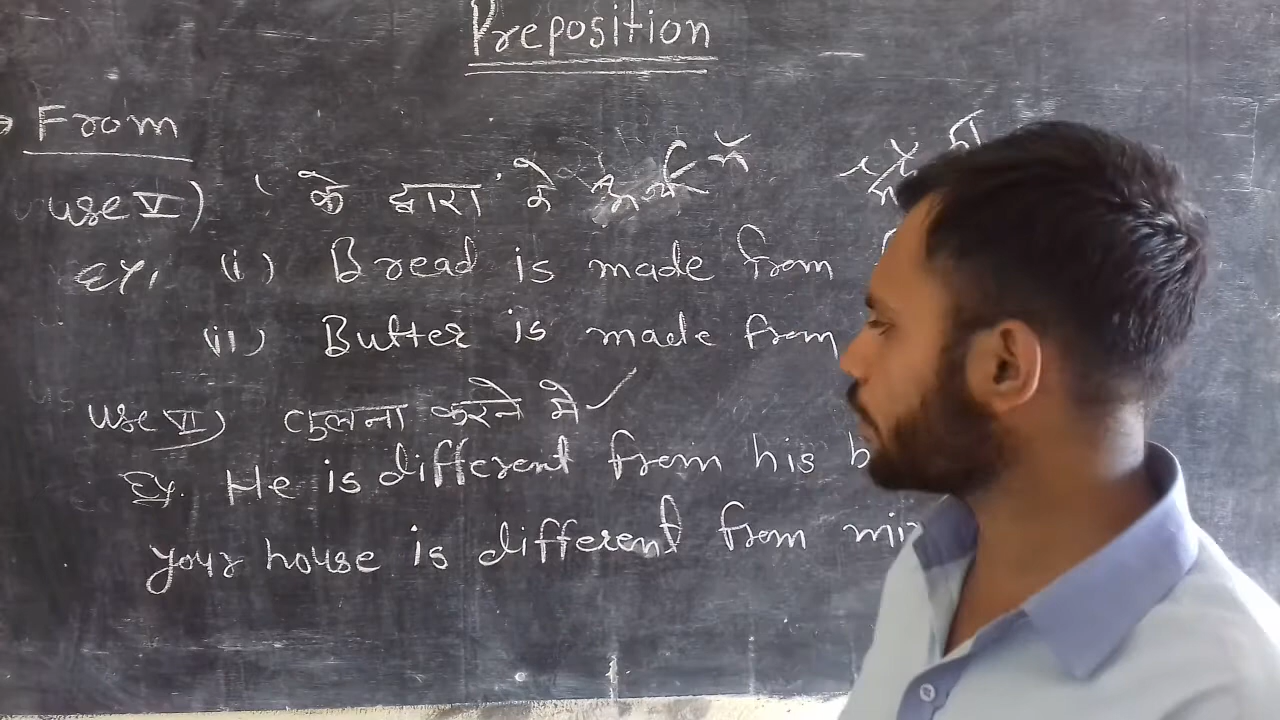 Preposition
→ From
use V) ' के द्वारा ' के अर्थ में
Ex. (i) Bread is made from
(ii) Butter is made from
use VI) तुलना करने में ✓
Ex. He is different from his
Your house is different from